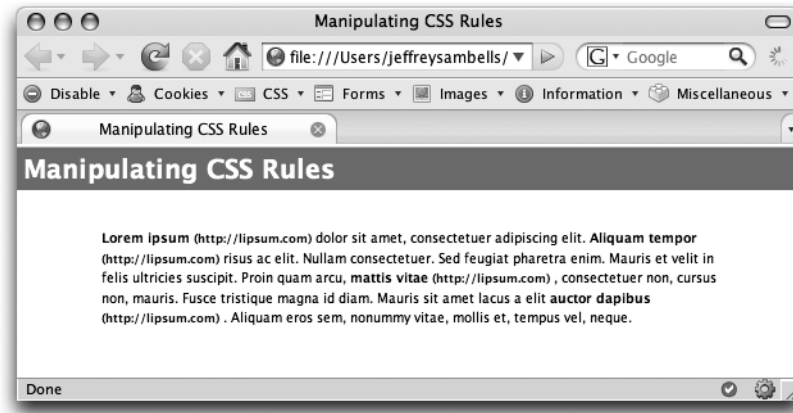 Manipulating CSS Rules
file:///Users/jeffreysambells/
G Google
Disable Cookies CSS Forms Images Information Miscellaneous
Manipulating CSS Rules
Manipulating CSS Rules
Lorem ipsum (http://lipsum.com) dolor sit amet, consectetuer adipiscing elit. Aliquam tempor
(http://lipsum.com) risus ac elit. Nullam consectetuer. Sed feugiat pharetra enim. Mauris et velit in
felis ultricies suscipit. Proin quam arcu, mattis vitae (http://lipsum.com) , consectetuer non, cursus
non, mauris. Fusce tristique magna id diam. Mauris sit amet lacus a elit auctor dapibus
(http://lipsum.com) . Aliquam eros sem, nonummy vitae, mollis et, tempus vel, neque.
Done